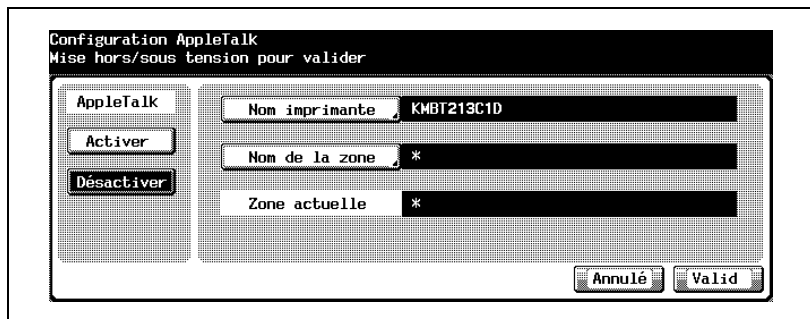 Configuration AppleTalk
Mise hors/sous tension pour valider
AppleTalk
Activer
Désactiver
Nom imprimante KMBT213C1D
Nom de la zone *
Zone actuelle *
Annulé Valid